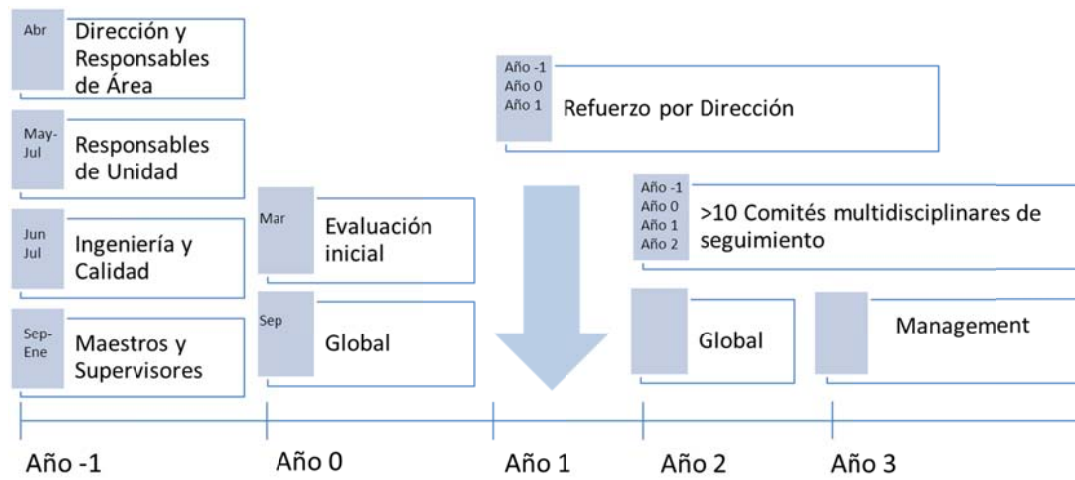 Abr
Dirección y
Responsables
de Área
May-
Jul
Responsables
de Unidad
Jun
Jul
Ingeniería y
Calidad
Sep-
Ene
Maestros y
Supervisores
Mar
Evaluación
inicial
Sep
Global
Año -1
Año 0
Año 1
Refuerzo por Dirección
Año -1
Año 0
Año 1
Año 2
>10 Comités multidisciplinares de
seguimiento
Global
Management
Año -1
Año 0
Año 1
Año 2
Año 3